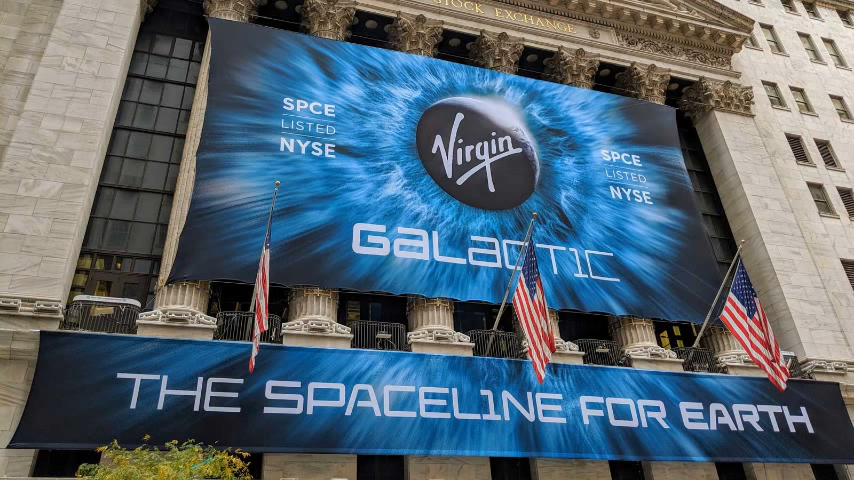 STOCK EXCHANGE
SPCE
LISTED
NYSE
Virgin
SPCE
LISTED
NYSE
GALACTIC
THE SPACELINE FOR EARTH